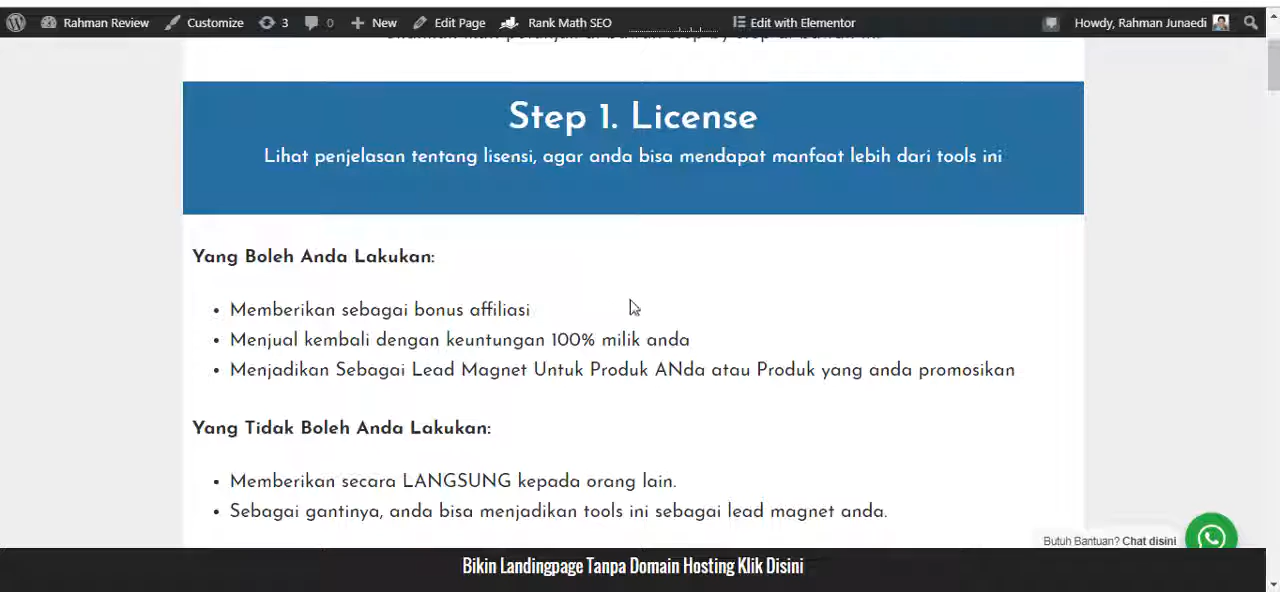 Rahman Review Customize 3 0 New Edit Page Rank Math SEO Edit with Elementor Howdy, Rahman Junaedi
Step 1. License
Lihat penjelasan tentang lisensi, agar anda bisa mendapat manfaat lebih dari tools ini
Yang Boleh Anda Lakukan:
• Memberikan sebagai bonus affiliasi
• Menjual kembali dengan keuntungan 100% milik anda
• Menjadikan Sebagai Lead Magnet Untuk Produk ANda atau Produk yang anda promosikan
Yang Tidak Boleh Anda Lakukan:
• Memberikan secara LANGSUNG kepada orang lain.
• Sebagai gantinya, anda bisa menjadikan tools ini sebagai lead magnet anda.
Butuh Bantuan? Chat disini
Bikin Landingpage Tanpa Domain Hosting Klik Disini